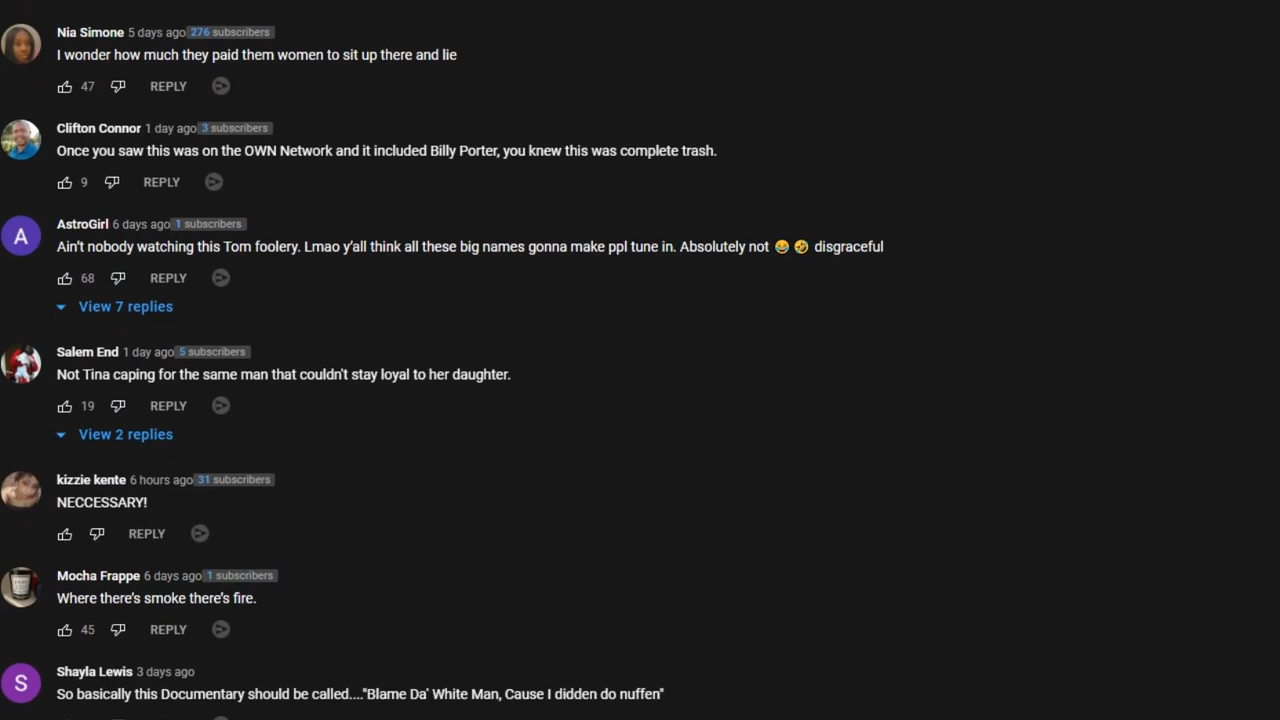 Nia Simone 5 days ago 276 subscribers
I wonder how much they paid them women to sit up there and lie
47 REPLY
Clifton Connor 1 day ago 3 subscribers
Once you saw this was on the OWN Network and it included Billy Porter, you knew this was complete trash.
9 REPLY
A
AstroGirl 6 days ago 1 subscribers
Ain't nobody watching this Tom foolery. Lmao y'all think all these big names gonna make ppl tune in. Absolutely not 😂 🤣 disgraceful
68 REPLY
View 7 replies
Salem End 1 day ago 5 subscribers
Not Tina caping for the same man that couldn't stay loyal to her daughter.
19 REPLY
View 2 replies
kizzie kente 6 hours ago 31 subscribers
NECCESSARY!
REPLY
Mocha Frappe 6 days ago 1 subscribers
Where there's smoke there's fire.
45 REPLY
S
Shayla Lewis 3 days ago
So basically this Documentary should be called...."Blame Da' White Man, Cause I didden do nuffen"